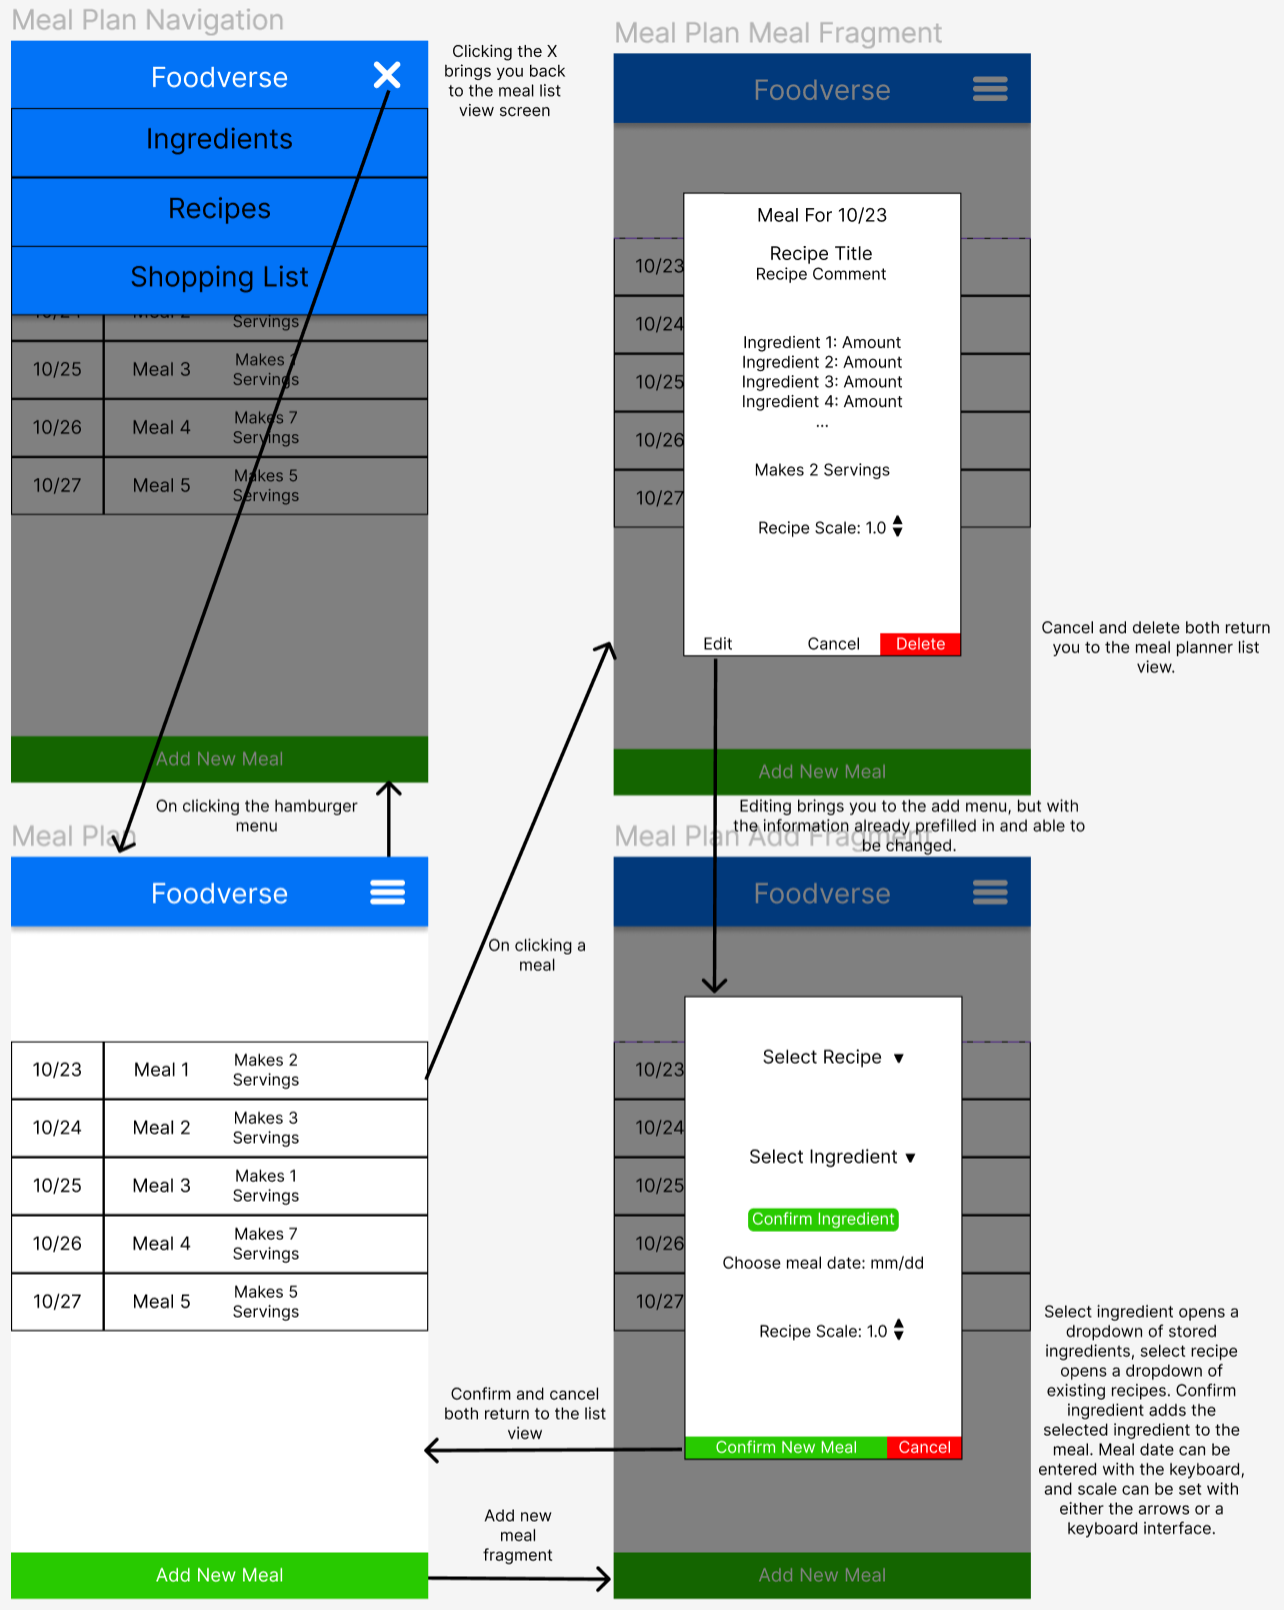 Meal Plan Navigation
Foodverse
Ingredients
Recipes
Shopping List
Servings
10/25
Meal 3
Makes 1
Servings
10/26
Meal 4
Makes 7
Servings
10/27
Meal 5
Makes 5
Servings
Add New Meal
Clicking the X
brings you back
to the meal list
view screen
Meal Plan Meal Fragment
Foodverse
10/23
10/24
10/25
10/26
10/27
Meal For 10/23
Recipe Title
Recipe Comment
Ingredient 1: Amount
Ingredient 2: Amount
Ingredient 3: Amount
Ingredient 4: Amount
...
Makes 2 Servings
Recipe Scale: 1.0
Edit
Cancel
Delete
Add New Meal
Cancel and delete both return
you to the meal planner list
view.
On clicking the hamburger
menu
Editing brings you to the add menu, but with
the information already prefilled in and able to
be changed.
Meal Plan
Foodverse
10/23
Meal 1
Makes 2
Servings
10/24
Meal 2
Makes 3
Servings
10/25
Meal 3
Makes 1
Servings
10/26
Meal 4
Makes 7
Servings
10/27
Meal 5
Makes 5
Servings
Add New Meal
On clicking a
meal
Confirm and cancel
both return to the list
view
Add new
meal
fragment
Meal Plan Add Fragment
Foodverse
10/23
10/24
10/25
10/26
10/27
Select Recipe
Select Ingredient
Confirm Ingredient
Choose meal date: mm/dd
Recipe Scale: 1.0
Confirm New Meal
Cancel
Add New Meal
Select ingredient opens a
dropdown of stored
ingredients, select recipe
opens a dropdown of
existing recipes. Confirm
ingredient adds the
selected ingredient to the
meal. Meal date can be
entered with the keyboard,
and scale can be set with
either the arrows or a
keyboard interface.